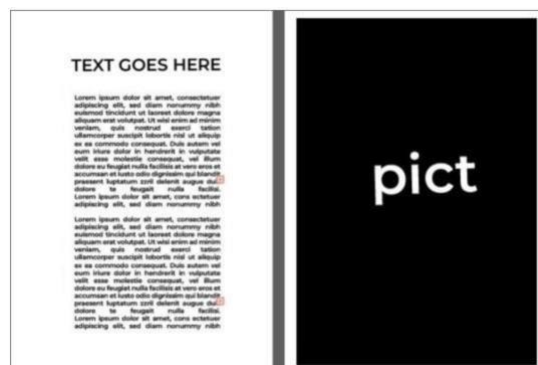 TEXT GOES HERE
Lorem ipsum dolor sit amet, consectetuer
adipiscing elit, sed diam nonummy nibh
euismod tincidunt ut laoreet dolore magna
aliquam erat volutpat. Ut wisi enim ad minim
veniam, quis nostrud exerci tation
ullamcorper suscipit lobortis nisl ut aliquip
ex ea commodo consequat. Duis autem vel
eum iriure dolor in hendrerit in vulputate
velit esse molestie consequat, vel illum
dolore eu feugiat nulla facilisis at vero eros et
accumsan et iusto odio dignissim qui blandit
praesent luptatum zzril delenit augue dui
dolore te feugait nulla facilisi.
Lorem ipsum dolor sit amet, cons ectetuer
adipiscing elit, sed diam nonummy nibh
Lorem ipsum dolor sit amet, consectetuer
adipiscing elit, sed diam nonummy nibh
euismod tincidunt ut laoreet dolore magna
aliquam erat volutpat. Ut wisi enim ad minim
veniam, quis nostrud exerci tation
ullamcorper suscipit lobortis nisl ut aliquip
ex ea commodo consequat. Duis autem vel
eum iriure dolor in hendrerit in vulputate
velit esse molestie consequat, vel illum
dolore eu feugiat nulla facilisis at vero eros et
accumsan et iusto odio dignissim qui blandit
praesent luptatum zzril delenit augue dui
dolore te feugait nulla facilisi.
Lorem ipsum dolor sit amet, cons ectetuer
adipiscing elit, sed diam nonummy nibh
pict